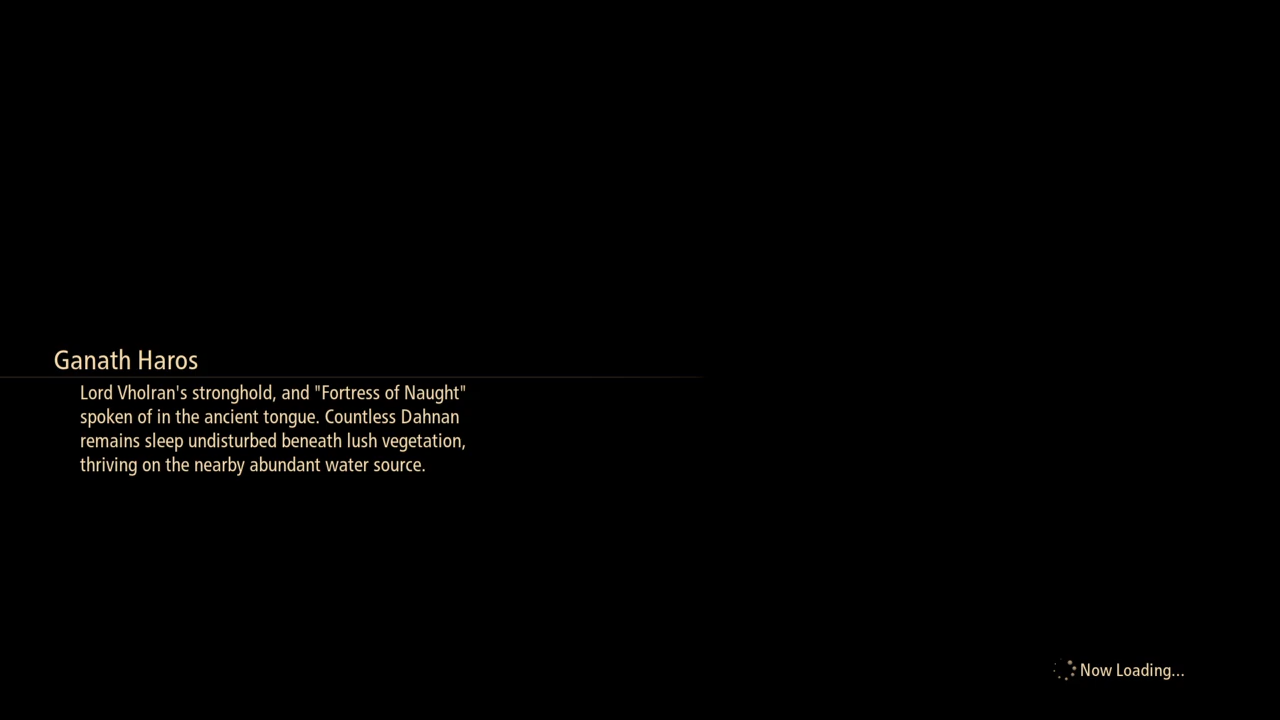 Ganath Haros
Lord Vholran's stronghold, and "Fortress of Naught"
spoken of in the ancient tongue. Countless Dahnan
remains sleep undisturbed beneath lush vegetation,
thriving on the nearby abundant water source.
Now Loading...